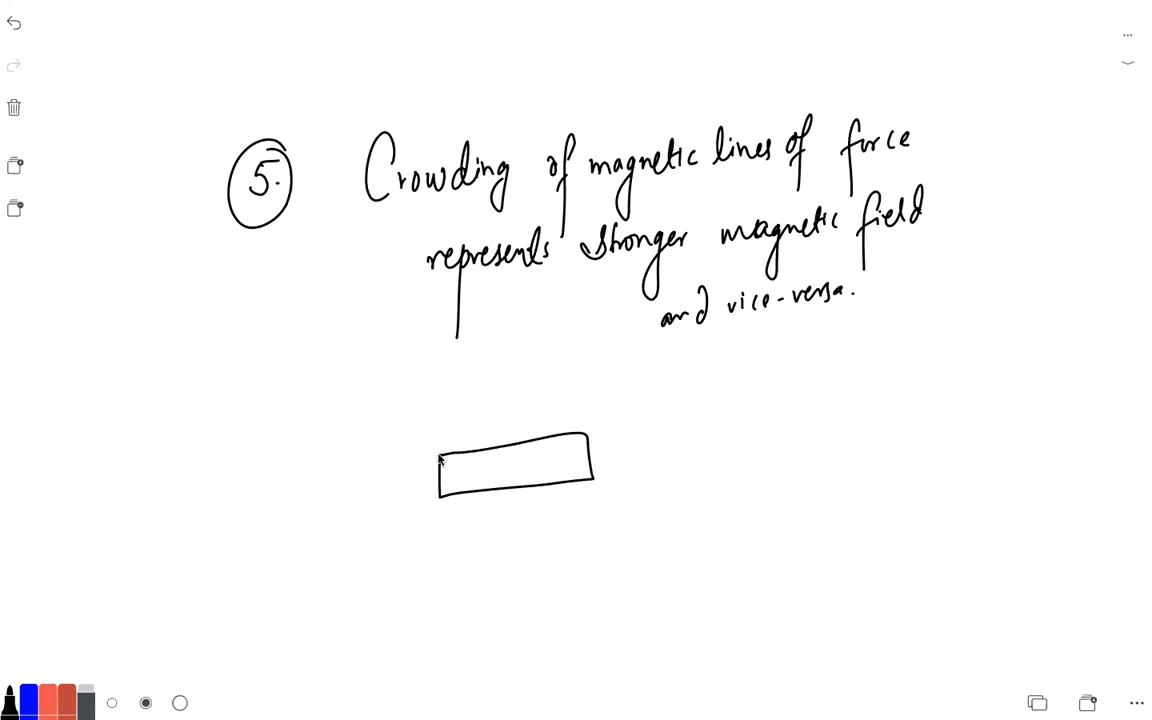 5.
Crowding of magnetic lines of force
represents stronger magnetic field
and vice-versa.